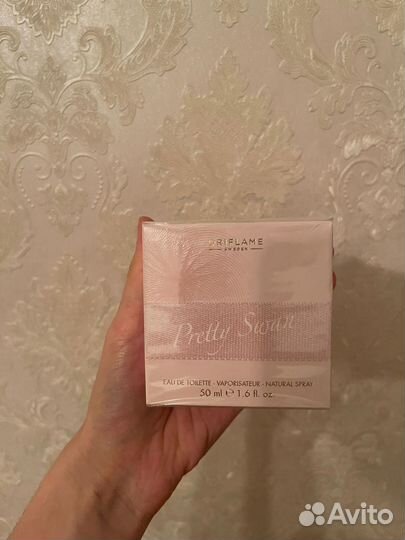 ORIFLAME
SWEDEN
Pretty Swan
EAU DE TOILETTE · VAPORISATEUR · NATURAL SPRAY
50 ml ℮ 1.6 fl. oz.
Avito